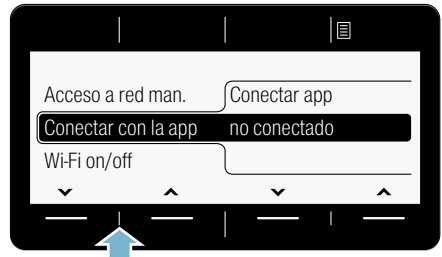 Acceso a red man. Conectar app
Conectar con la app no conectado
Wi-Fi on/off